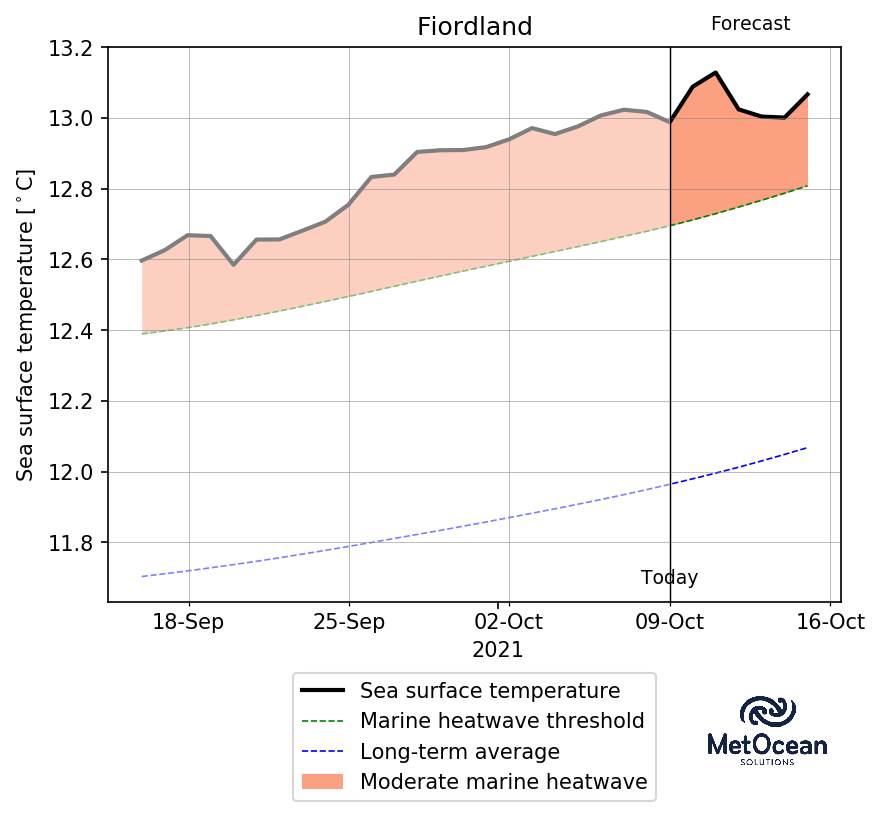 Fiordland
Forecast
13.2
13.0
12.8
12.6
12.4
12.2
12.0
11.8
Sea surface temperature [°C]
Today
18-Sep 25-Sep 02-Oct 09-Oct 16-Oct
2021
Sea surface temperature
Marine heatwave threshold
Long-term average
Moderate marine heatwave
MetOcean
SOLUTIONS